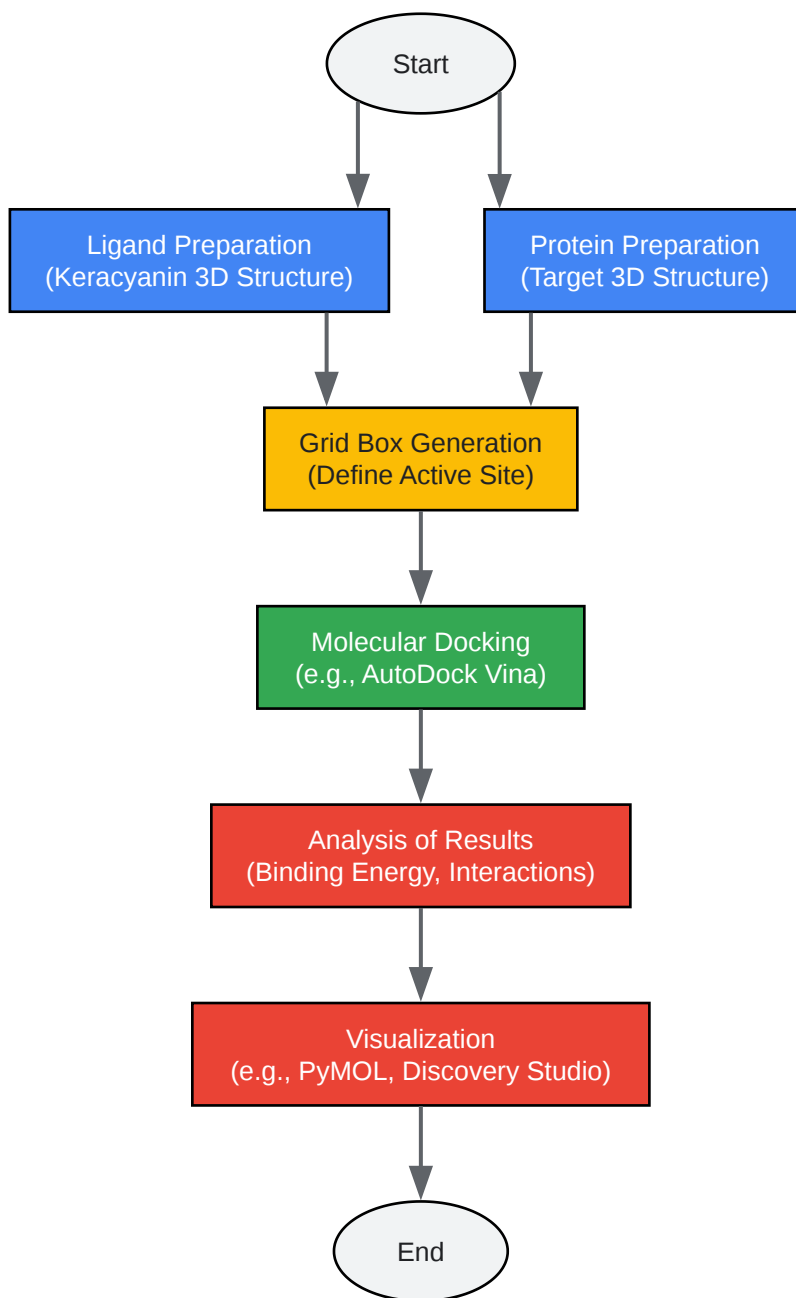 Start
Ligand Preparation
(Keracyanin 3D Structure)
Protein Preparation
(Target 3D Structure)
Grid Box Generation
(Define Active Site)
Molecular Docking
(e.g., AutoDock Vina)
Analysis of Results
(Binding Energy, Interactions)
Visualization
(e.g., PyMOL, Discovery Studio)
End